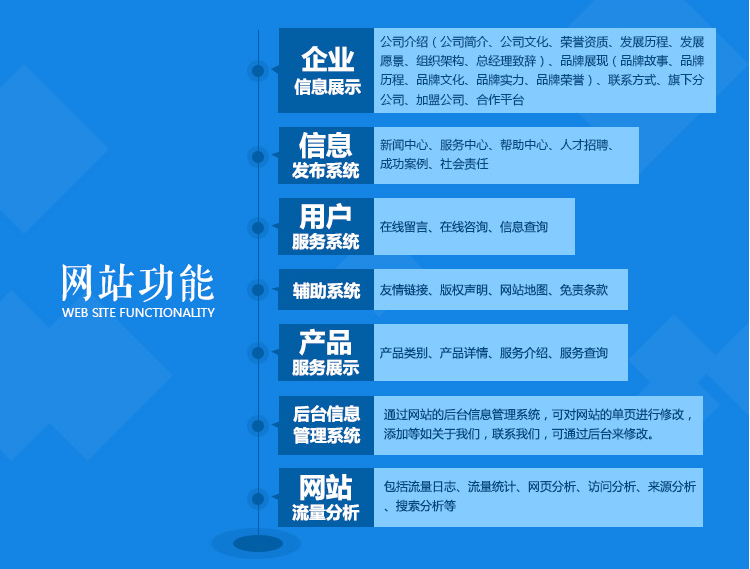 企业
信息展示
公司介绍（公司简介、公司文化、荣誉资质、发展历程、发展
愿景、组织架构、总经理致辞）、品牌展现（品牌故事、品牌
历程、品牌文化、品牌实力、品牌荣誉）、联系方式、旗下分
公司、加盟公司、合作平台
信息
发布系统
新闻中心、服务中心、帮助中心、人才招聘、
成功案例、社会责任
用户
服务系统
在线留言、在线咨询、信息查询
网站功能
WEB SITE FUNCTIONALITY
辅助系统
友情链接、版权声明、网站地图、免责条款
产品
服务展示
产品类别、产品详情、服务介绍、服务查询
后台信息
管理系统
通过网站的后台信息管理系统，可对网站的单页进行修改，
添加等如关于我们，联系我们，可通过后台来修改。
网站
流量分析
包括流量日志、流量统计、网页分析、访问分析、来源分析
、搜索分析等